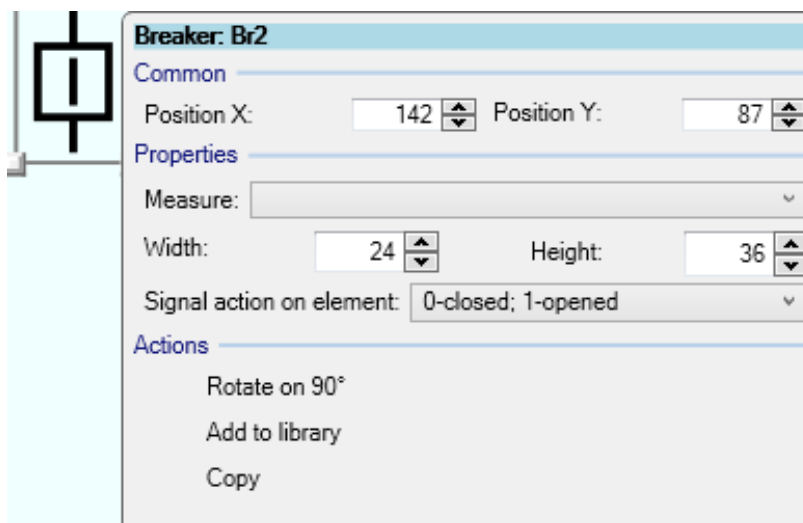 Breaker: Br2
Common
Position X: 142 Position Y: 87
Properties
Measure:
Width: 24 Height: 36
Signal action on element: 0-closed; 1-opened
Actions
Rotate on 90°
Add to library
Copy